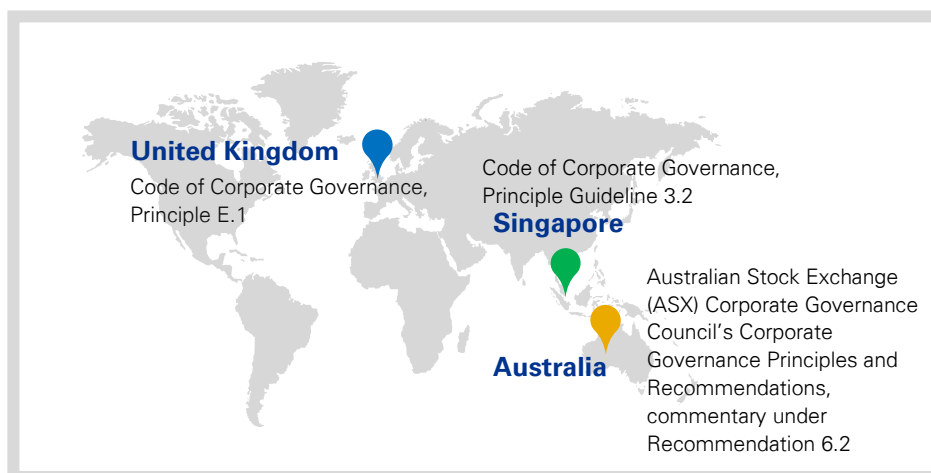 United Kingdom
Code of Corporate Governance,
Principle E.1
Code of Corporate Governance,
Principle Guideline 3.2
Singapore
Australia
Australian Stock Exchange
(ASX) Corporate Governance
Council’s Corporate
Governance Principles and
Recommendations,
commentary under
Recommendation 6.2